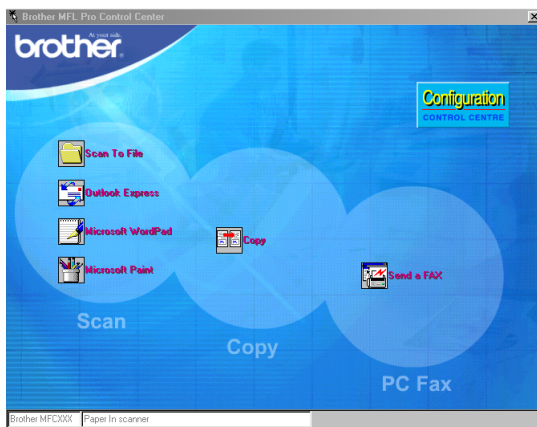 Brother MFL Pro Control Center
At your side.
brother.
Configuration
CONTROL CENTRE
Scan To File
Outlook Express
Microsoft WordPad
Microsoft Paint
Copy
Send a FAX
Scan
Copy
PC Fax
Brother MFCXXX
Paper In scanner